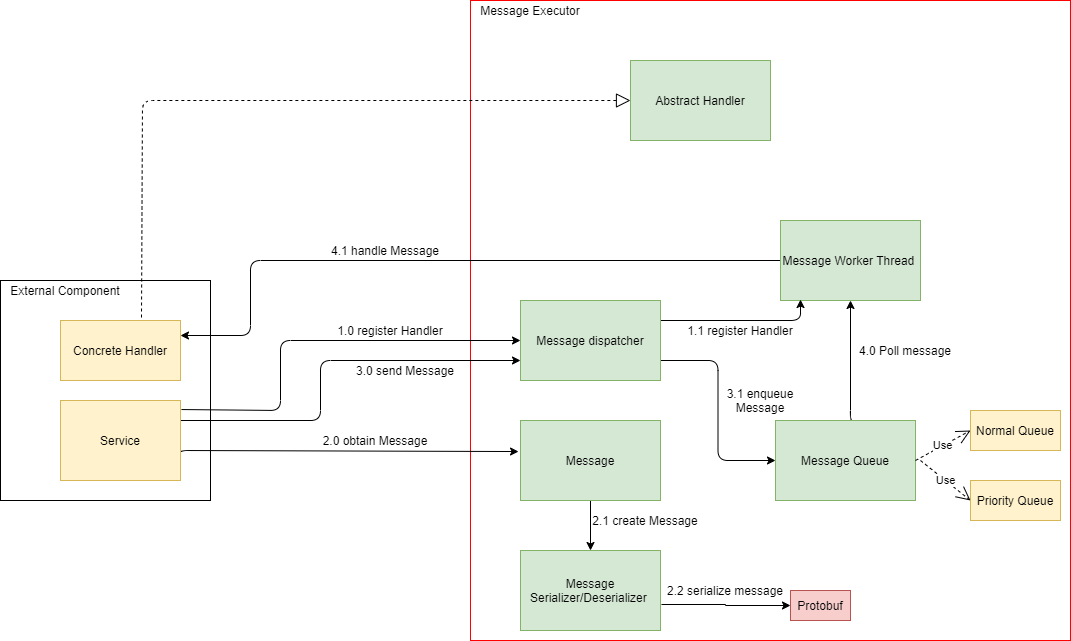 Message Executor
Abstract Handler
4.1 handle Message
Message Worker Thread
External Component
Concrete Handler
1.0 register Handler
Message dispatcher
1.1 register Handler
3.0 send Message
4.0 Poll message
3.1 enqueue
Message
Service
2.0 obtain Message
Message
Message Queue
Use
Normal Queue
Use
Priority Queue
2.1 create Message
Message
Serializer/Deserializer
2.2 serialize message
Protobuf